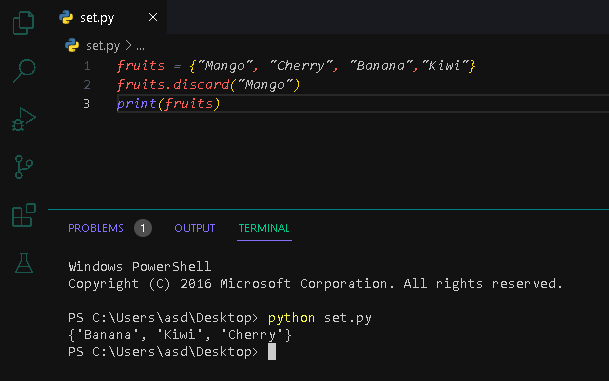 set.py ×
set.py > ...
1 fruits = {"Mango", "Cherry", "Banana","Kiwi"}
2 fruits.discard("Mango")
3 print(fruits)
PROBLEMS 1 OUTPUT TERMINAL
Windows PowerShell
Copyright (C) 2016 Microsoft Corporation. All rights reserved.
PS C:\Users\asd\Desktop> python set.py
{'Banana', 'Kiwi', 'Cherry'}
PS C:\Users\asd\Desktop>